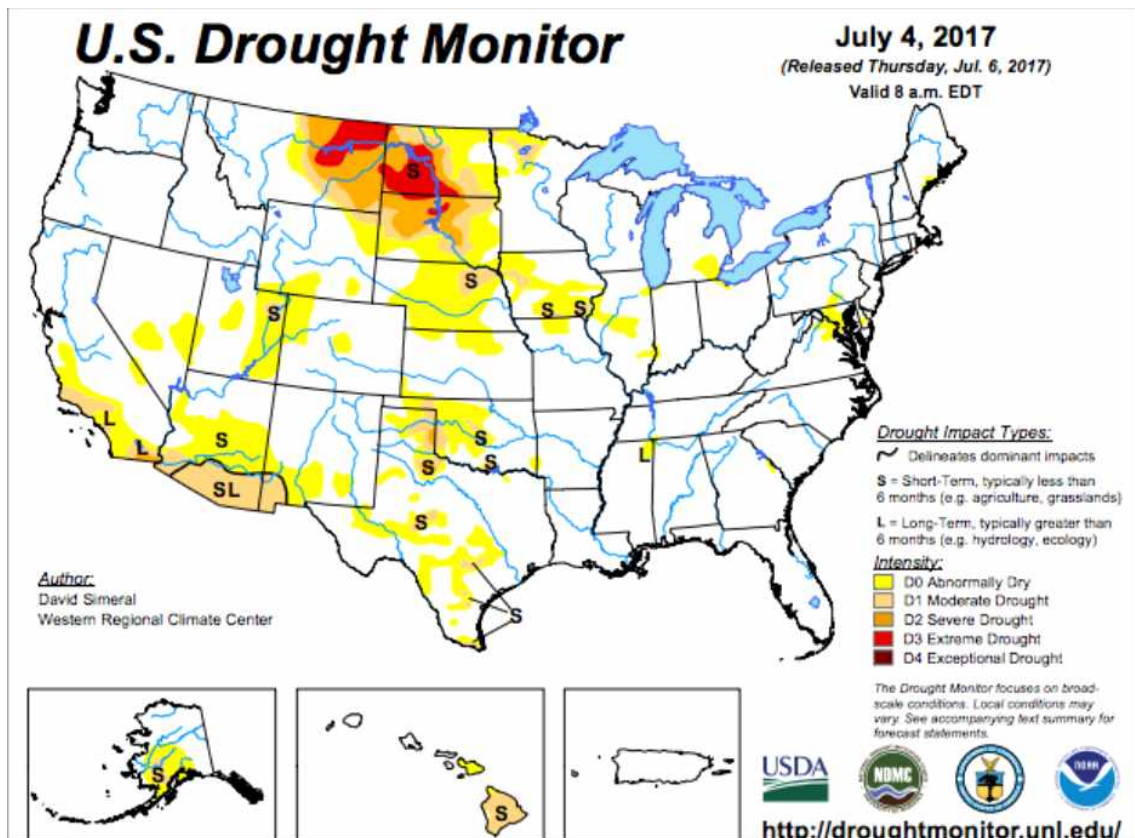 U.S. Drought Monitor
July 4, 2017
(Released Thursday, Jul. 6, 2017)
Valid 8 a.m. EDT
S
S
S
S
S
L
L
S
SL
S
S
S
S
L
S
Author:
David Simeral
Western Regional Climate Center
Drought Impact Types:
Delineates dominant impacts
S = Short-Term, typically less than
6 months (e.g. agriculture, grasslands)
L = Long-Term, typically greater than
6 months (e.g. hydrology, ecology)
Intensity:
D0 Abnormally Dry
D1 Moderate Drought
D2 Severe Drought
D3 Extreme Drought
D4 Exceptional Drought
The Drought Monitor focuses on broad-
scale conditions. Local conditions may
vary. See accompanying text summary for
forecast statements.
S
S
USDA
NDMC
noaa
http://droughtmonitor.unl.edu/